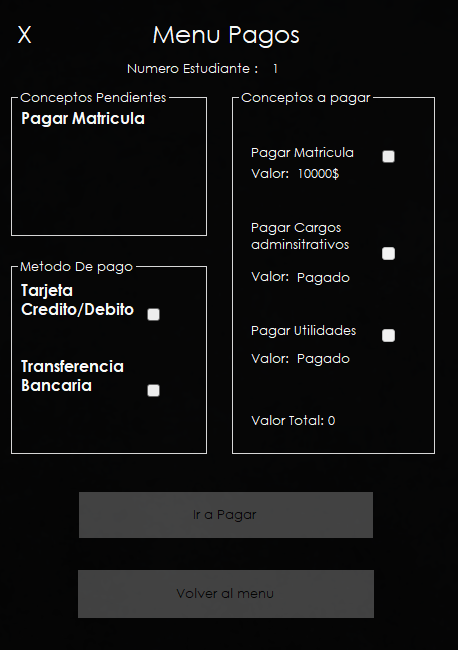 X
Menu Pagos
Numero Estudiante : 1
Conceptos Pendientes
Pagar Matricula
Metodo De pago
Tarjeta
Credito/Debito
Transferencia
Bancaria
Conceptos a pagar
Pagar Matricula
Valor: 10000$
Pagar Cargos
adminsitrativos
Valor: Pagado
Pagar Utilidades
Valor: Pagado
Valor Total: 0
Ir a Pagar
Volver al menu